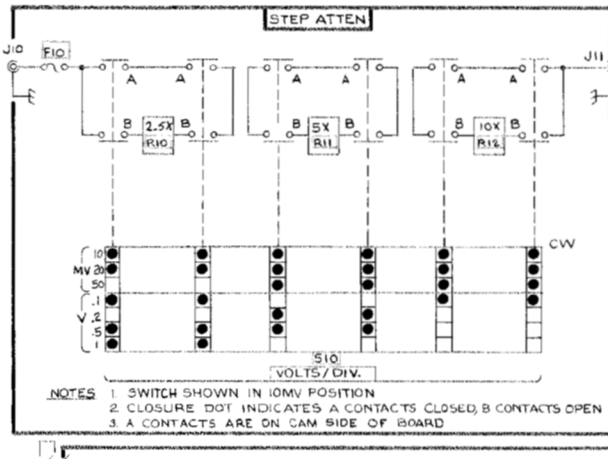 STEP ATTEN
J10 F10 J11
A A A A A A
B 2.5X B B 5X B B 10X B
R10 R11 R12
CW
10
MV 20
50
.1
V .2
.5
1
S10
VOLTS/DIV.
NOTES 1. SWITCH SHOWN IN 10MV POSITION
2. CLOSURE DOT INDICATES A CONTACTS CLOSED, B CONTACTS OPEN
3. A CONTACTS ARE ON CAM SIDE OF BOARD